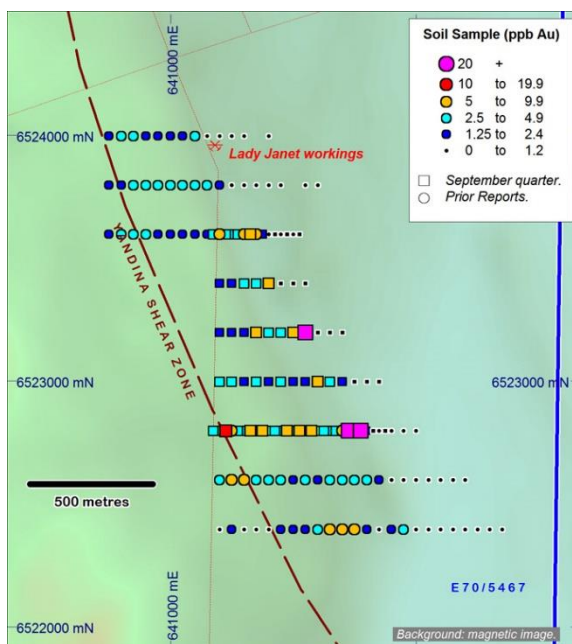 641000 mE
Soil Sample (ppb Au)
20 +
10 to 19.9
5 to 9.9
2.5 to 4.9
1.25 to 2.4
0 to 1.2
September quarter.
Prior Reports.
6524000 mN
Lady Janet workings
YANDINA SHEAR ZONE
6523000 mN
6523000 mN
500 metres
641000 mE
E70/5467
6522000 mN
Background: magnetic image.